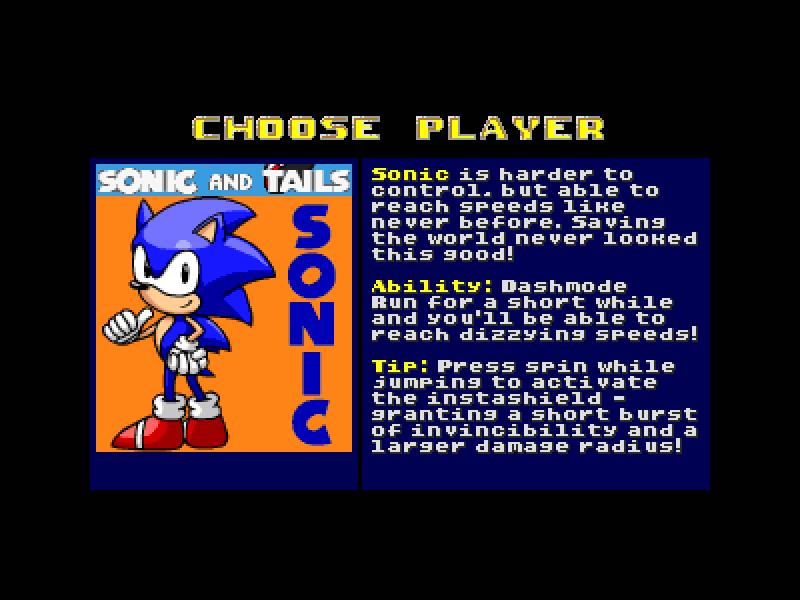 CHOOSE PLAYER
SONIC AND TAILS
SONIC
Sonic is harder to
control, but able to
reach speeds like
never before. Saving
the world never looked
this good!
Ability: Dashmode
Run for a short while
and you'll be able to
reach dizzying speeds!
Tip: Press spin while
jumping to activate
the instashield -
granting a short burst
of invincibility and a
larger damage radius!